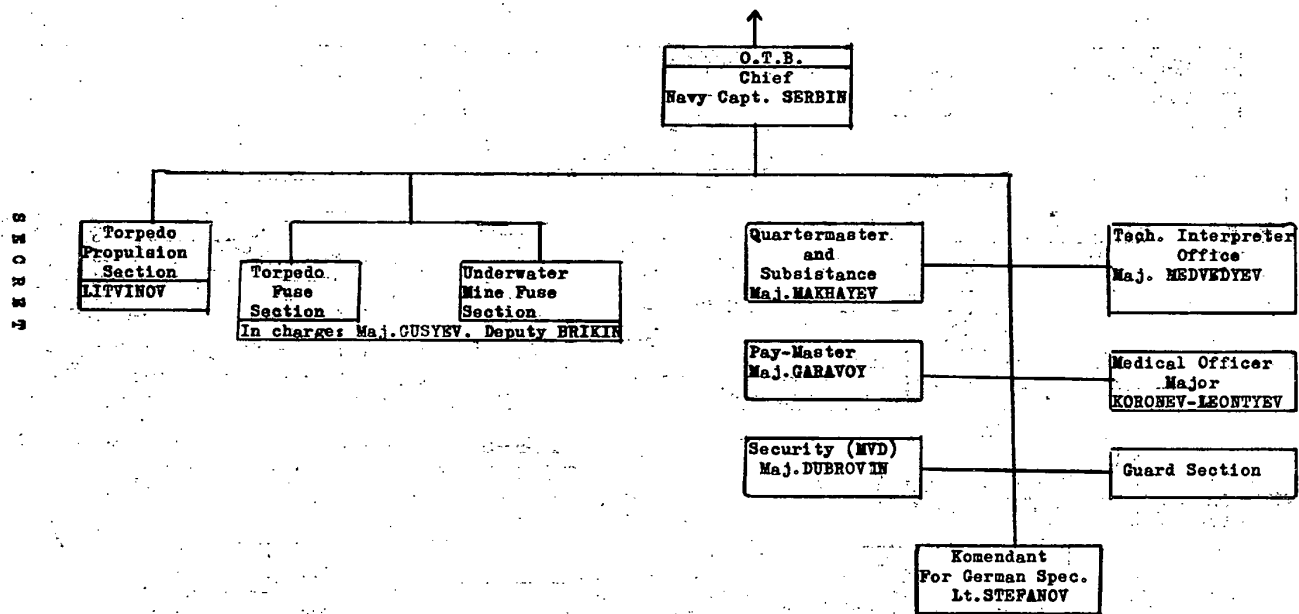 O.T.B.
Chief
Navy Capt. SERBIN
SECRET
Torpedo
Propulsion
Section
LITVINOV
Torpedo
Fuse
Section
Underwater
Mine Fuse
Section
In charge: Maj.GUSYEV. Deputy BRIKIN
Quartermaster
and
Subsistance
Maj.MAKHAYEV
Tech. Interpreter
Office
Maj. MEDVEDYEV
Pay-Master
Maj.GARAVOY
Medical Officer
Major
KORONEV-LEONTYEV
Security (MVD)
Maj.DUBROVIN
Guard Section
Komendant
For German Spec.
Lt.STEFANOV